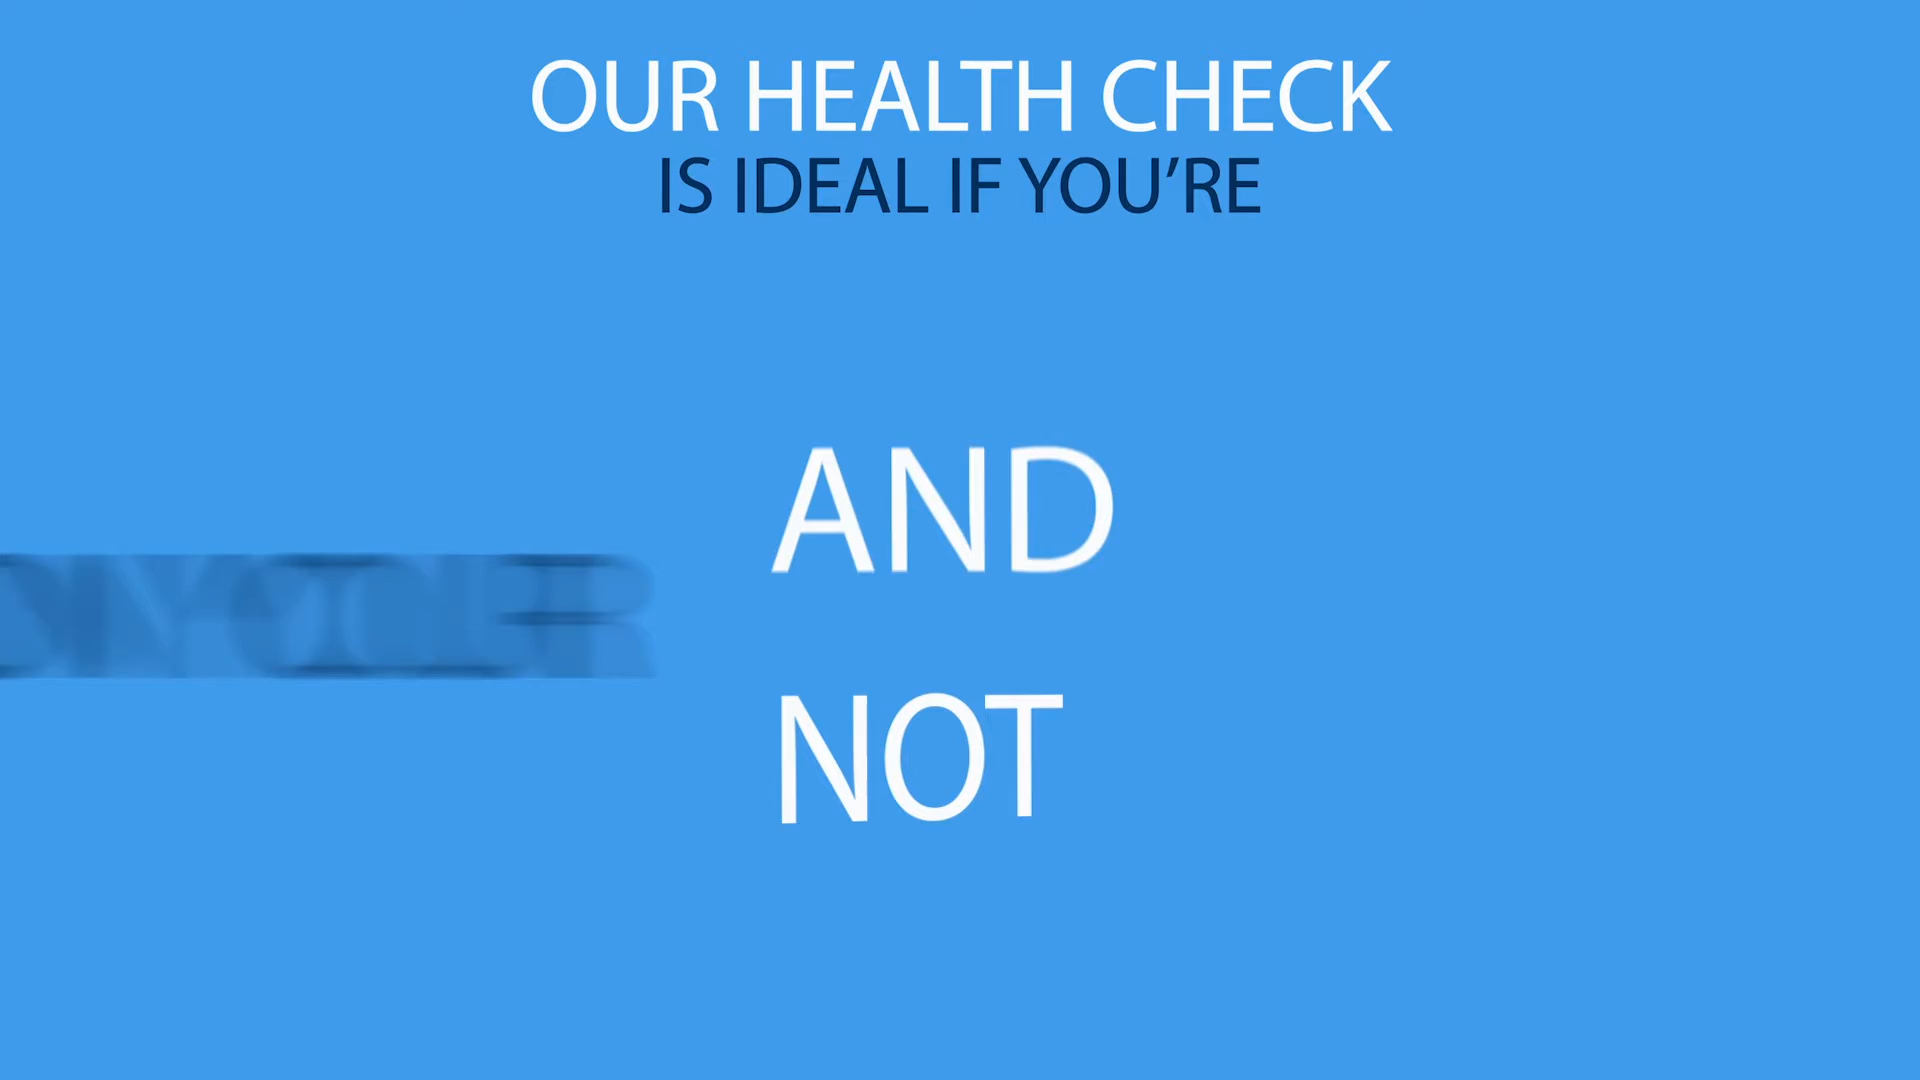 OUR HEALTH CHECK
IS IDEAL IF YOU’RE
AND
NOT